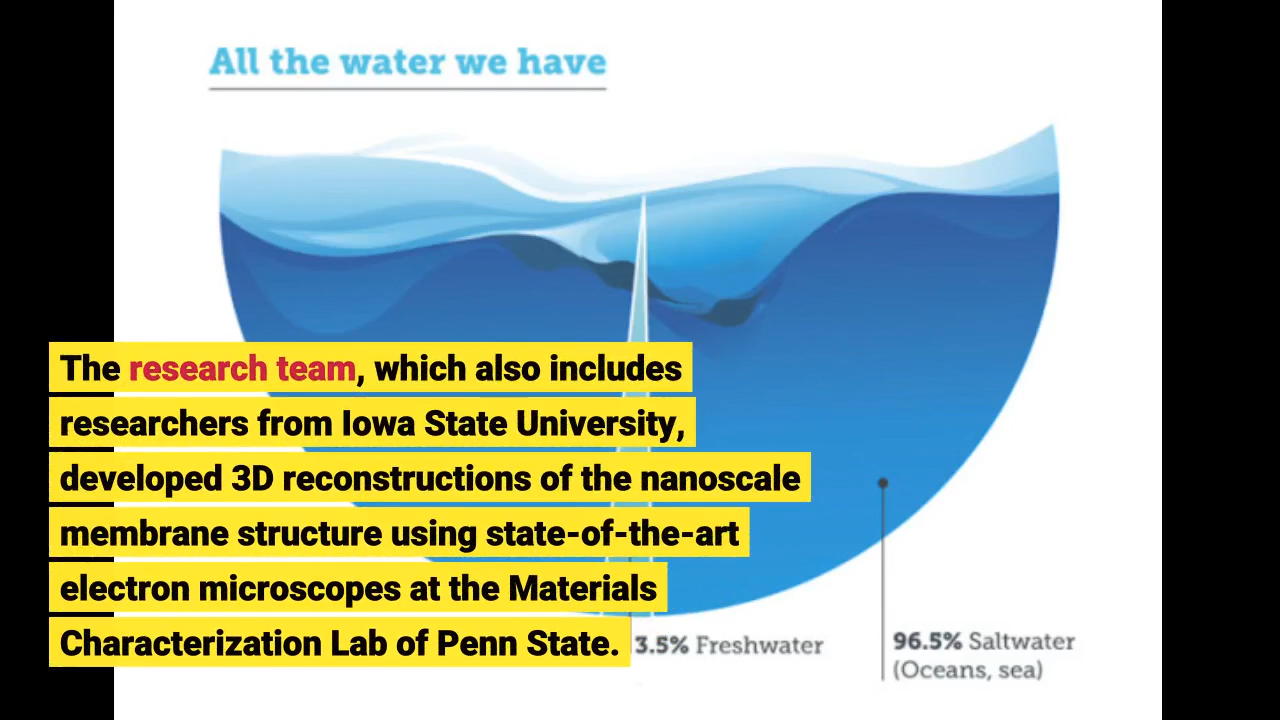 All the water we have
The research team, which also includes
researchers from Iowa State University,
developed 3D reconstructions of the nanoscale
membrane structure using state-of-the-art
electron microscopes at the Materials
Characterization Lab of Penn State.
3.5% Freshwater
96.5% Saltwater
(Oceans, sea)